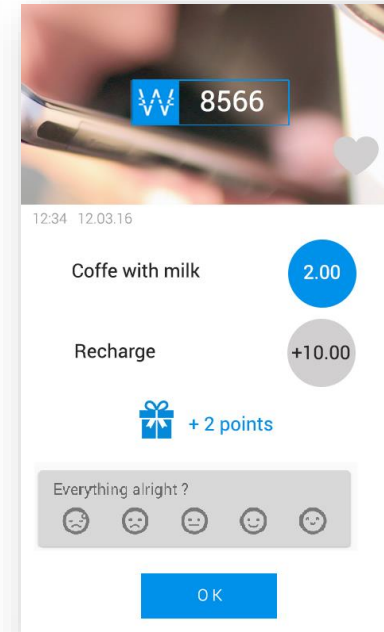 8566
12:34 12.03.16
Coffe with milk 2.00
Recharge +10.00
+ 2 points
Everything alright ?
OK